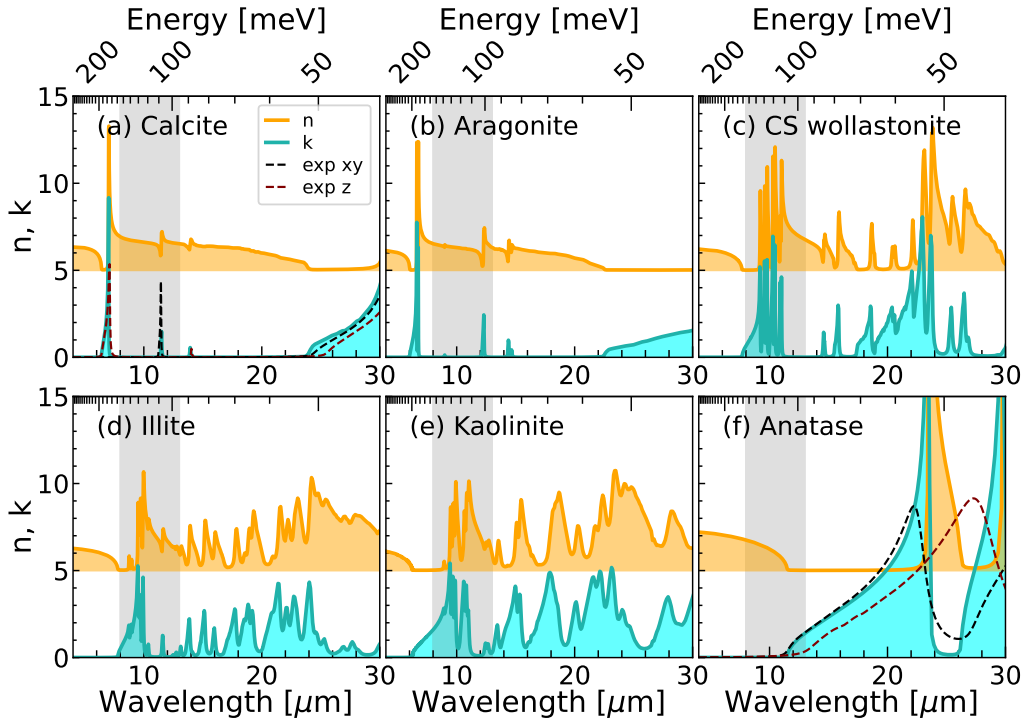 Energy [meV] Energy [meV] Energy [meV]
200 100 50 200 100 50 200 100 50
15
10
5
0
n, k
(a) Calcite
n
k
exp xy
exp z
(b) Aragonite
(c) CS wollastonite
10 20 30 10 20 30 10 20 30
15
10
5
0
n, k
(d) Illite
(e) Kaolinite
(f) Anatase
10 20 30 10 20 30 10 20 30
Wavelength [μm] Wavelength [μm] Wavelength [μm]